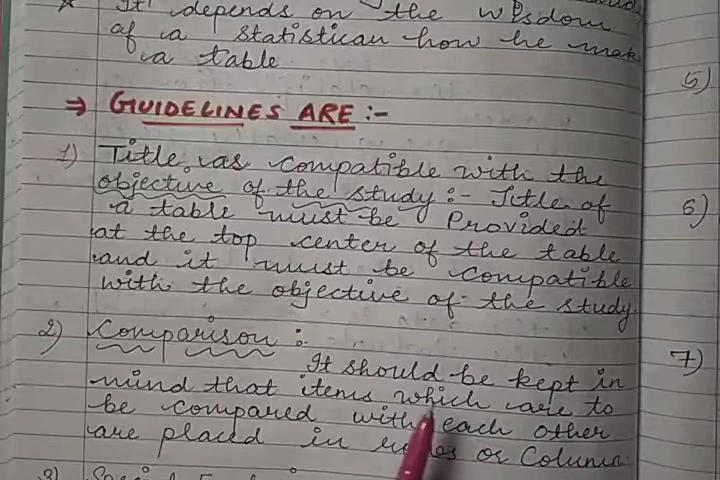 * It depends on the wisdom
of a statistican how he mak
a table
⇒ GUIDELINES ARE :-
1) Title as compatible with the
objective of the study :- Title of
a table must be Provided
at the top center of the table
and it must be compatible
with the objective of the study.
2) Comparison :-
It should be kept in
mind that items which are to
be compared with each other
are placed in or Column
3)
5)
6)
7)